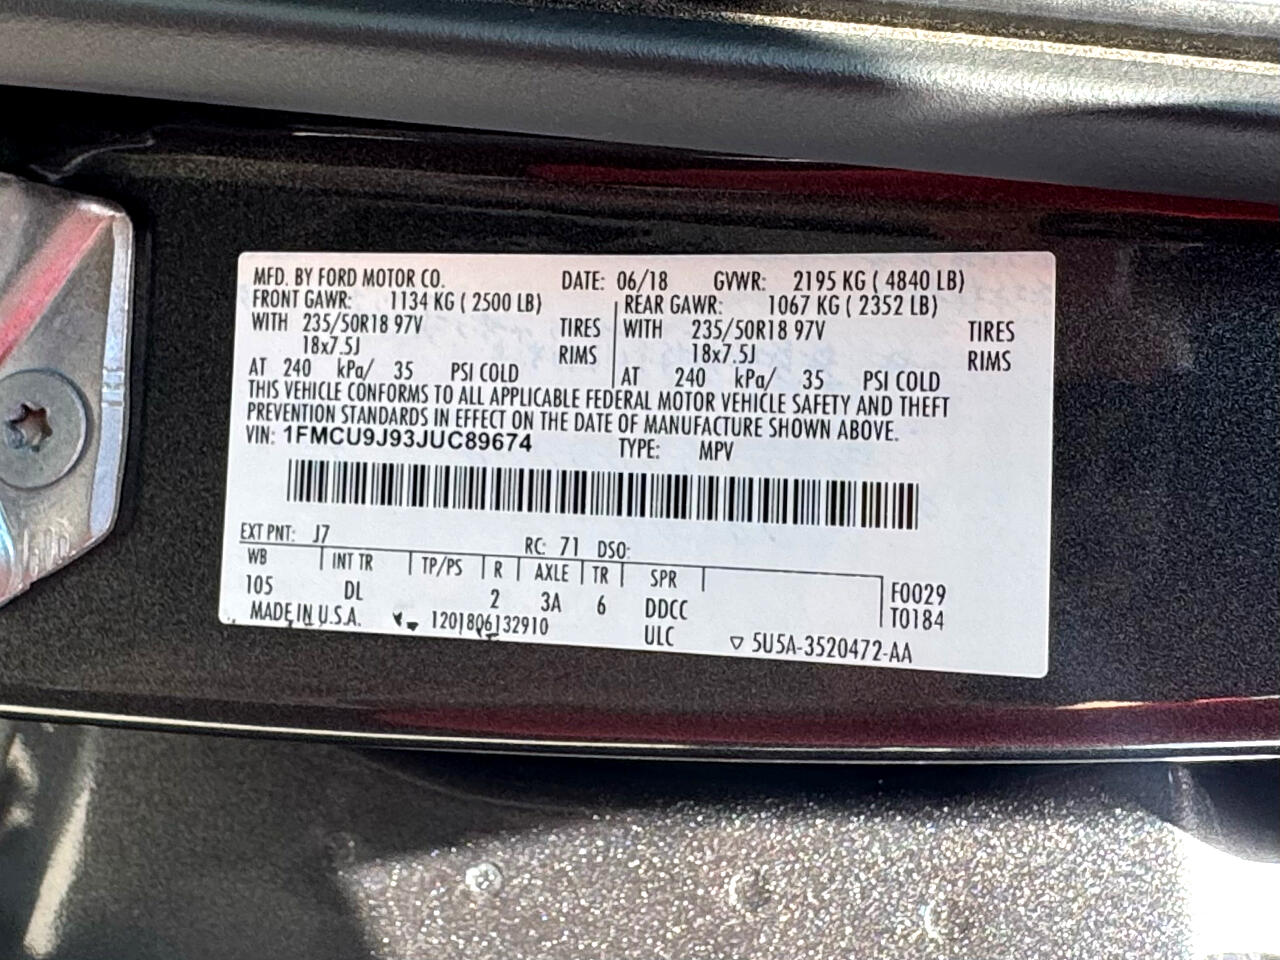 MFD. BY FORD MOTOR CO. DATE: 06/18 GVWR: 2195 KG ( 4840 LB)
FRONT GAWR: 1134 KG ( 2500 LB) REAR GAWR: 1067 KG ( 2352 LB)
WITH 235/50R18 97V TIRES WITH 235/50R18 97V TIRES
18x7.5J RIMS 18x7.5J RIMS
AT 240 kPa/ 35 PSI COLD AT 240 kPa/ 35 PSI COLD
THIS VEHICLE CONFORMS TO ALL APPLICABLE FEDERAL MOTOR VEHICLE SAFETY AND THEFT
PREVENTION STANDARDS IN EFFECT ON THE DATE OF MANUFACTURE SHOWN ABOVE.
VIN: 1FMCU9J93JUC89674 TYPE: MPV
EXT PNT: J7 RC: 71 DSO:
WB INT TR TP/PS R AXLE TR SPR F0029
105 DL 2 3A 6 DDCC T0184
MADE IN U.S.A. 1201806132910 ULC ▽ 5U5A-3520472-AA